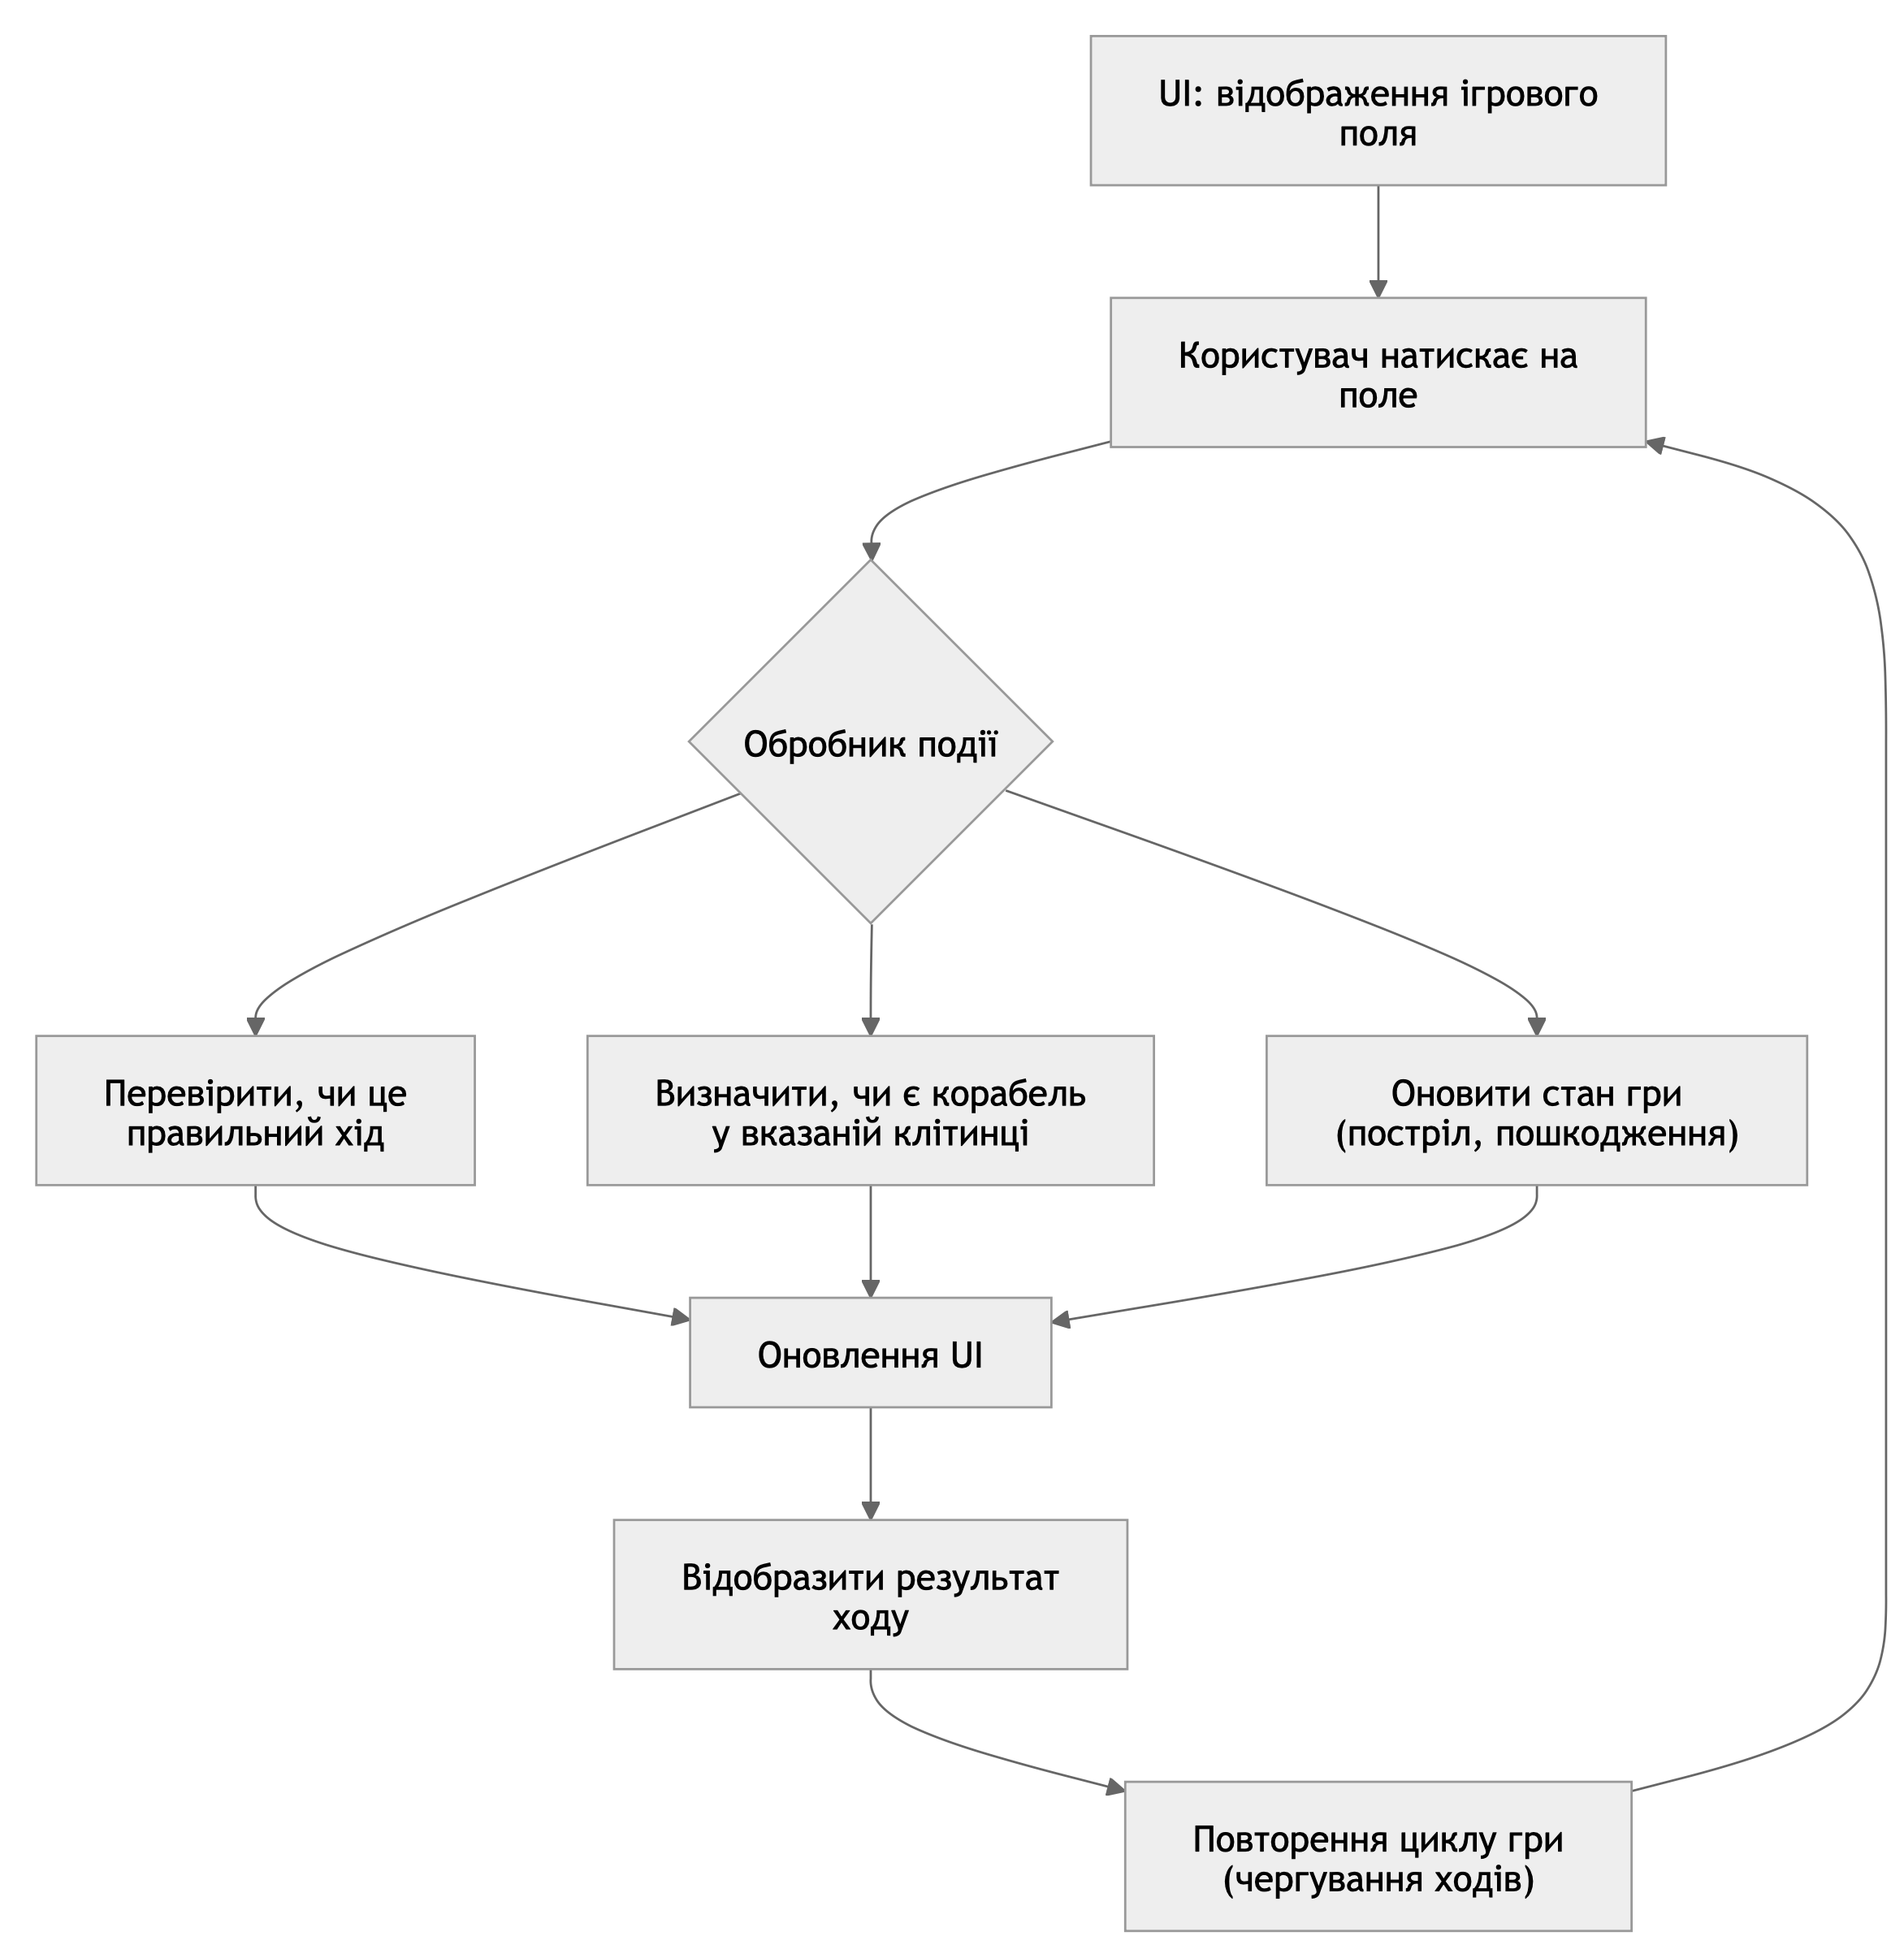 UI: відображення ігрового
поля
Користувач натискає на
поле
Обробник події
Перевірити, чи це
правильний хід
Визначити, чи є корабель
у вказаній клітинці
Оновити стан гри
(постріл, пошкодження)
Оновлення UI
Відобразити результат
ходу
Повторення циклу гри
(чергування ходів)